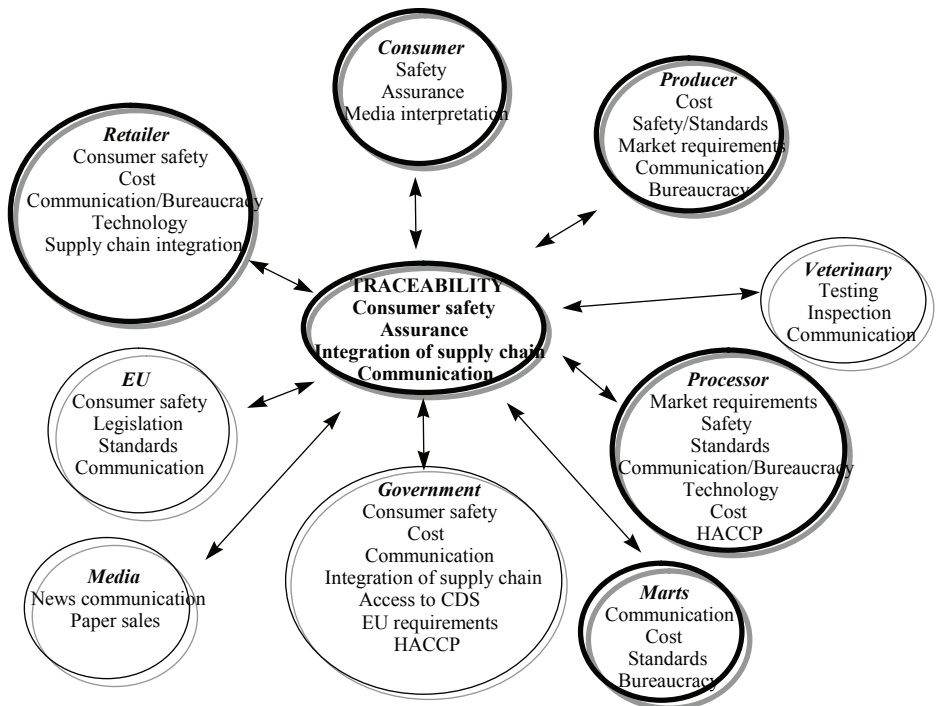 Consumer
Safety
Assurance
Media interpretation
Producer
Cost
Safety/Standards
Market requirements
Communication
Bureaucracy
Retailer
Consumer safety
Cost
Communication/Bureaucracy
Technology
Supply chain integration
TRACEABILITY
Consumer safety
Assurance
Integration of supply chain
Communication
Veterinary
Testing
Inspection
Communication
EU
Consumer safety
Legislation
Standards
Communication
Processor
Market requirements
Safety
Standards
Communication/Bureaucracy
Technology
Cost
HACCP
Government
Consumer safety
Cost
Communication
Integration of supply chain
Access to CDS
EU requirements
HACCP
Media
News communication
Paper sales
Marts
Communication
Cost
Standards
Bureaucracy